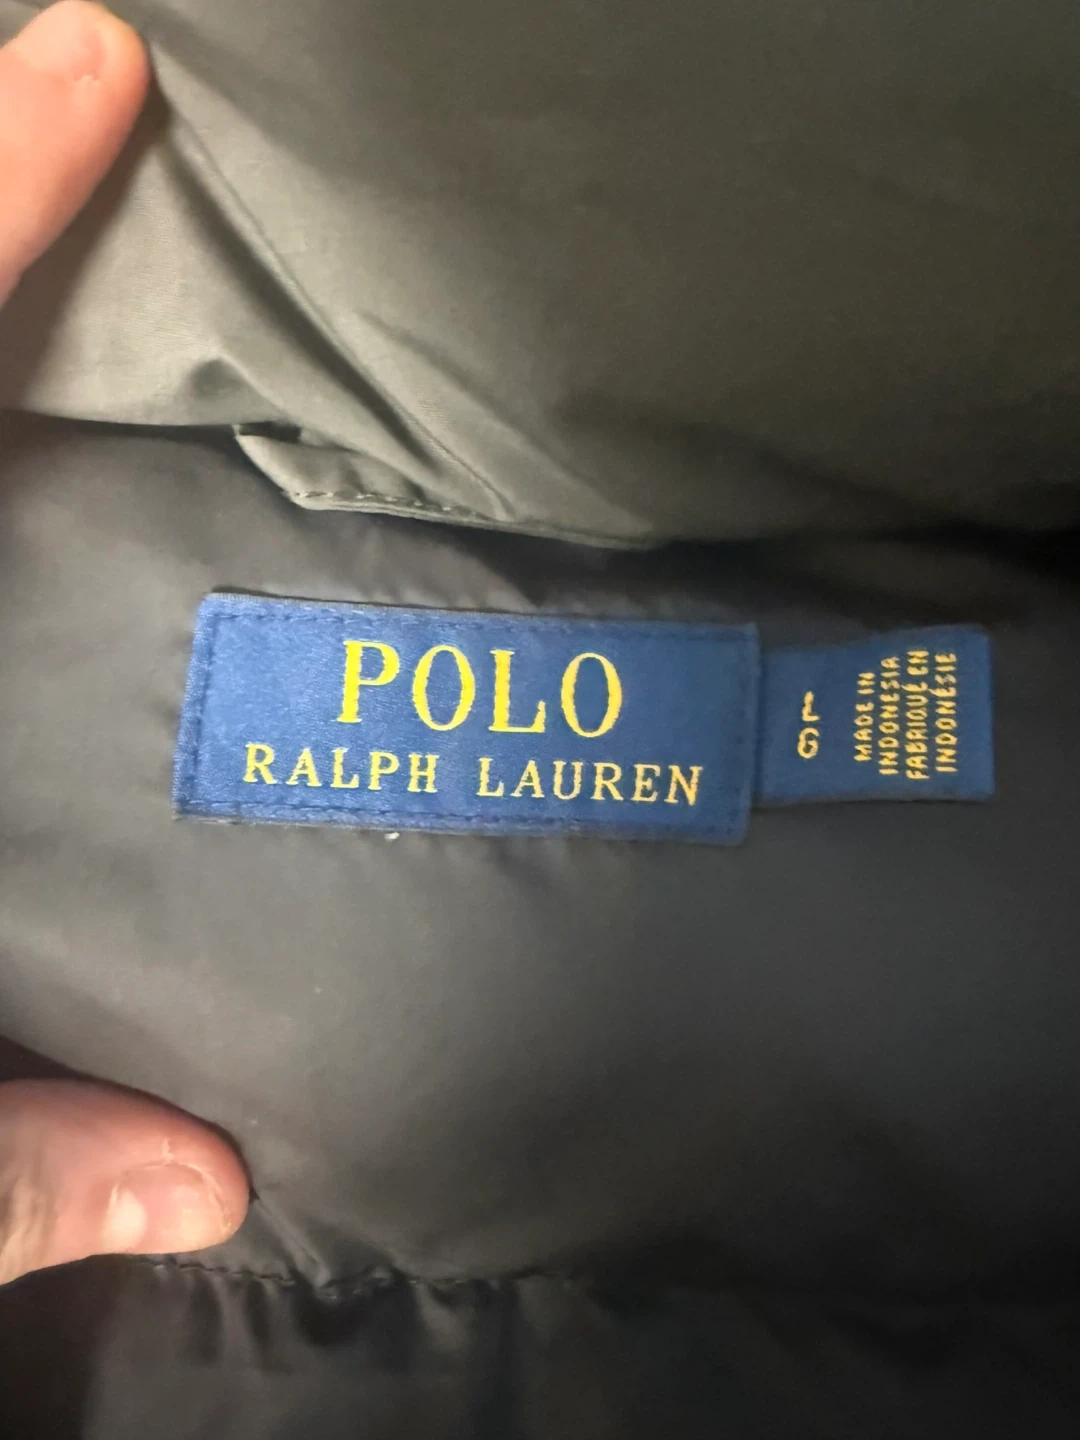 POLO
RALPH LAUREN
L
G
MADE IN
INDONESIA
FABRIQUÉ EN
INDONÉSIE